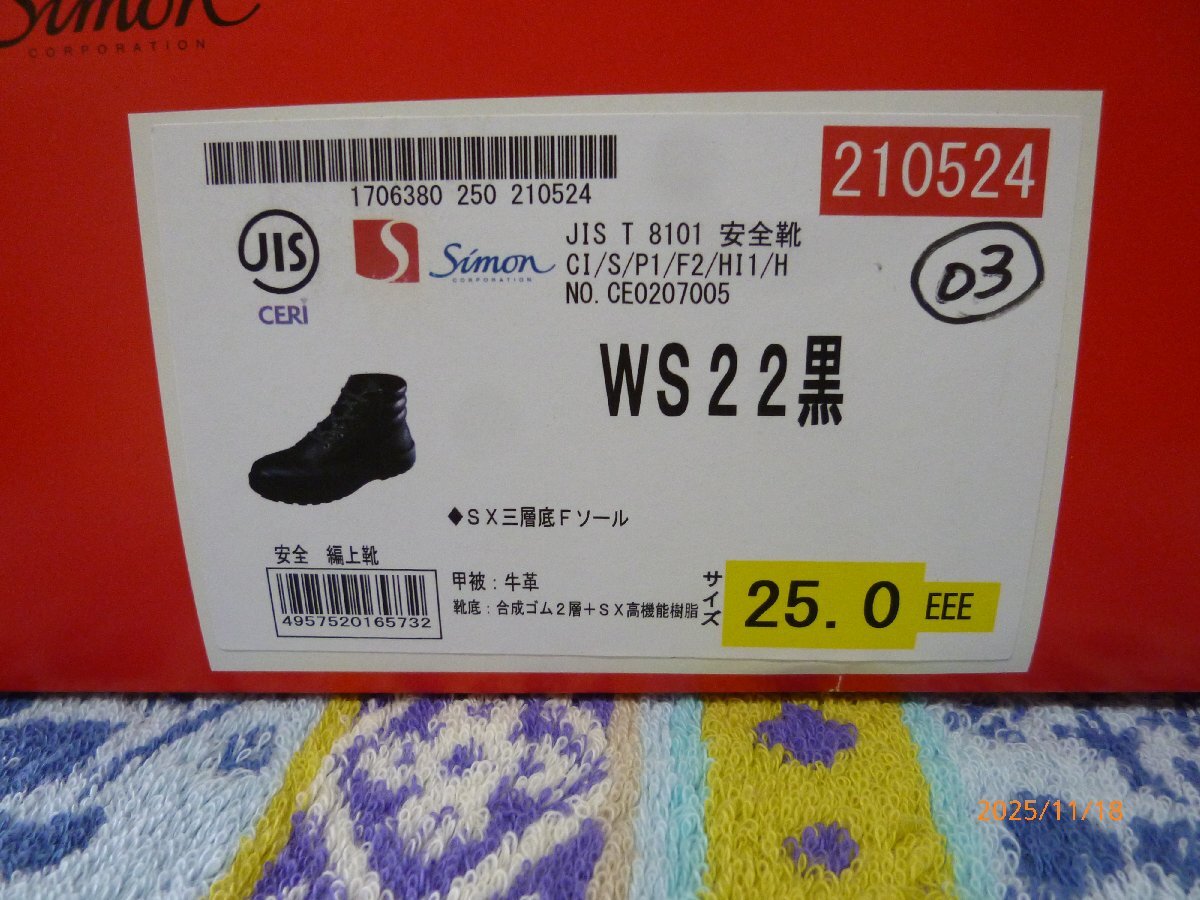 Simon
CORPORATION
1706380 250 210524
210524
JIS
CERI
S
Simon
CORPORATION
JIS T 8101 安全靴
CI/S/P1/F2/HI1/H
NO. CE0207005
03
WS22黒
◆SX三層底Fソール
安全 編上靴
4957520165732
甲被:牛革
靴底:合成ゴム2層+SX高機能樹脂
サイズ
25.0
EEE
2025/11/18